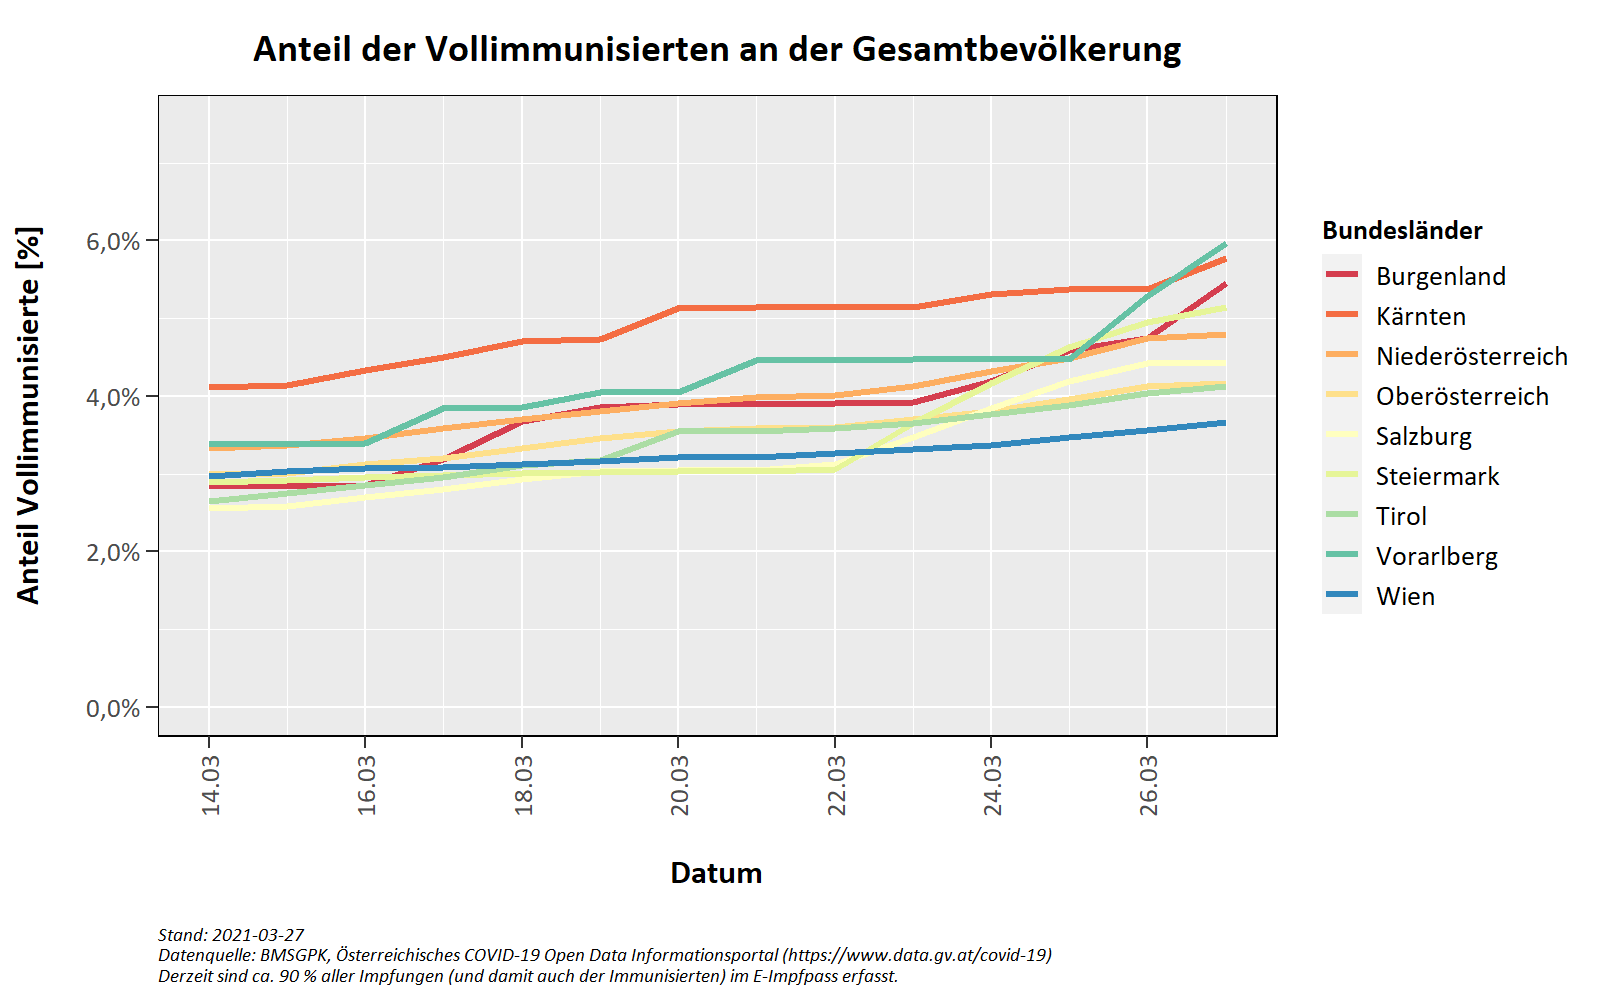 Anteil der Vollimmunisierten an der Gesamtbevölkerung
Anteil Vollimmunisierte [%]
6,0%
4,0%
2,0%
0,0%
14.03
16.03
18.03
20.03
22.03
24.03
26.03
Datum
Bundesländer
Burgenland
Kärnten
Niederösterreich
Oberösterreich
Salzburg
Steiermark
Tirol
Vorarlberg
Wien
Stand: 2021-03-27
Datenquelle: BMSGPK, Österreichisches COVID-19 Open Data Informationsportal (https://www.data.gv.at/covid-19)
Derzeit sind ca. 90 % aller Impfungen (und damit auch der Immunisierten) im E-Impfpass erfasst.